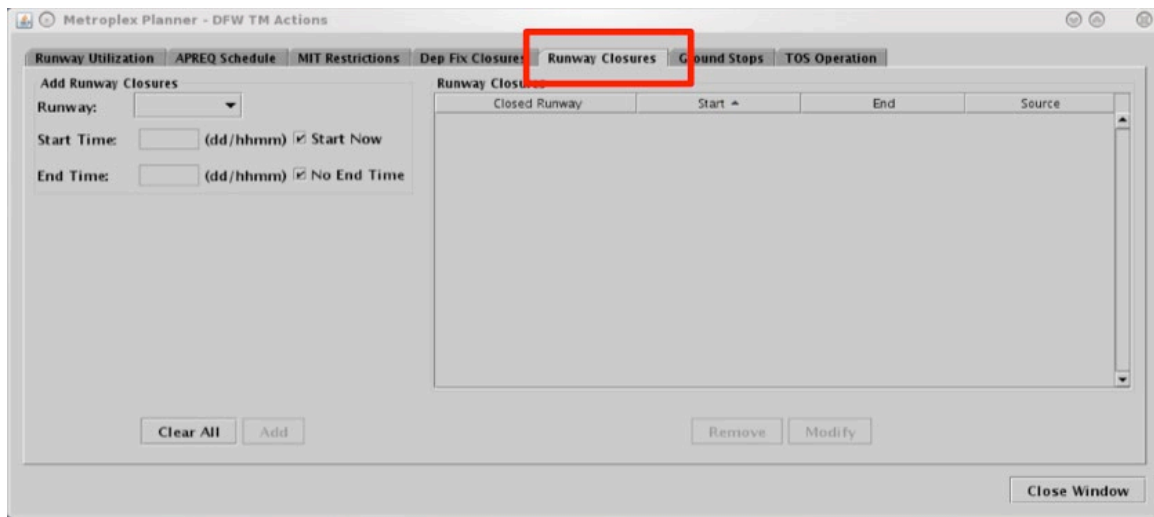 Metroplex Planner - DFW TM Actions
Runway Utilization APREQ Schedule MIT Restrictions Dep Fix Closures Runway Closures Ground Stops TOS Operation
Add Runway Closures
Runway:
Start Time: (dd/hhmm) Start Now
End Time: (dd/hhmm) No End Time
Clear All Add
Runway Closures
Closed Runway Start End Source
Remove Modify
Close Window